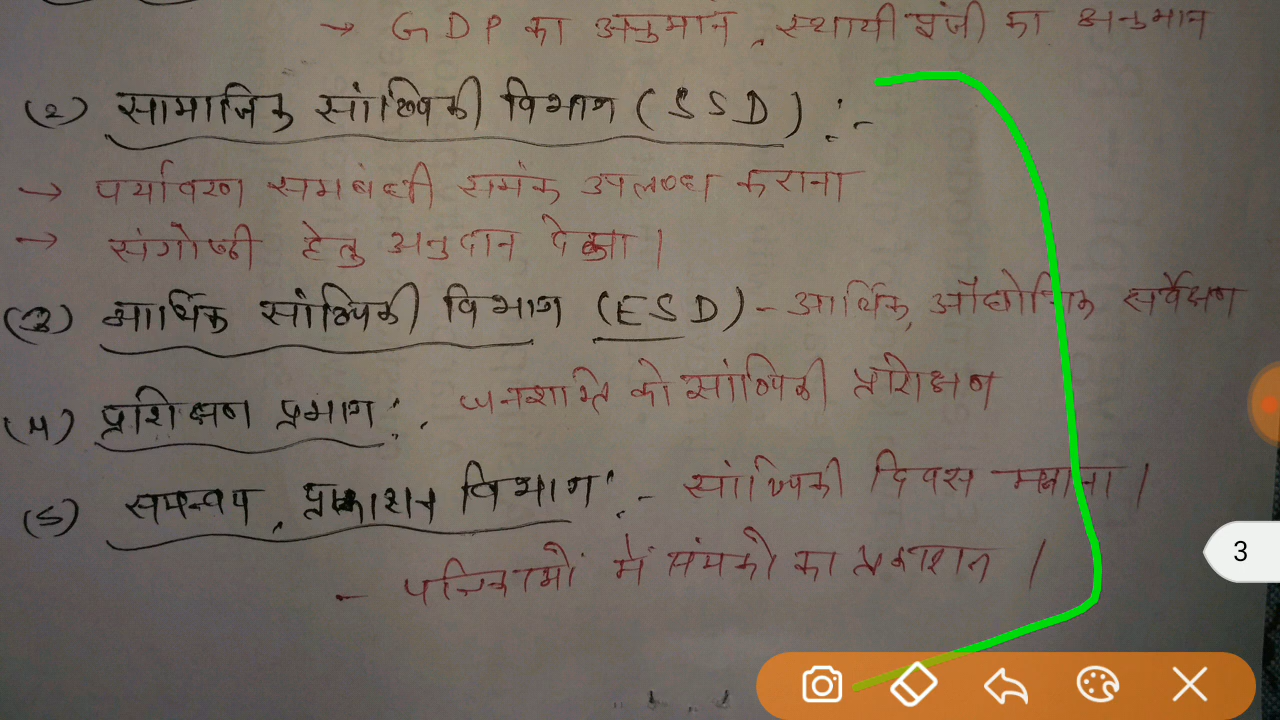 → GDP का अनुमान, स्थायी पूंजी का अनुमान
(2) सामाजिक सांख्यिकी विभाग (SSD) :-
→ पर्यावरण सम्बंधी समंक उपलब्ध कराना
→ संगोष्ठी हेतु अनुदान देना।
(3) आर्थिक सांख्यिकी विभाग (ESD) - आर्थिक, औद्योगिक सर्वेक्षण
(4) प्रशिक्षण प्रभाग :. जनशक्ति को सांख्यिकी प्रशिक्षण
(5) समन्वय, प्रकाशन विभाग :- सांख्यिकी दिवस मनाना।
- पत्रिकाओं में संमको का प्रकाशन।
3